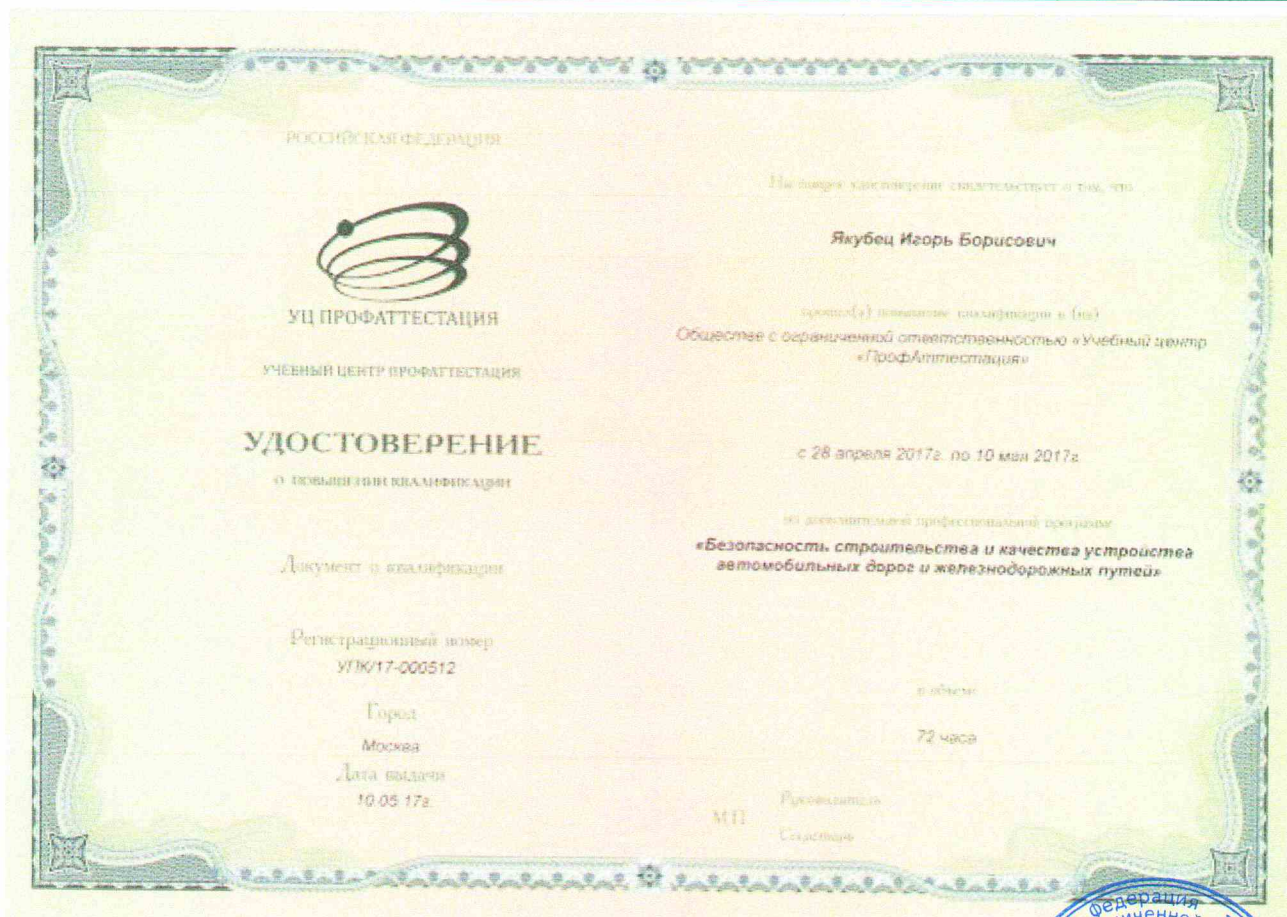 РОССИЙСКАЯ ФЕДЕРАЦИЯ
УЦ ПРОФАТТЕСТАЦИЯ
УЧЕБНЫЙ ЦЕНТР ПРОФАТТЕСТАЦИЯ
УДОСТОВЕРЕНИЕ
О ПОВЫШЕНИИ КВАЛИФИКАЦИИ
Документ о квалификации
Регистрационный номер
УПК/17-000512
Город
Москва
Дата выдачи
10.05.17г.
Настоящее удостоверение свидетельствует о том, что
Якубец Игорь Борисович
прошел(а) повышение квалификации в (на)
Обществе с ограниченной ответственностью «Учебный центр
«ПрофАттестация»
с 28 апреля 2017г. по 10 мая 2017г.
по дополнительной профессиональной программе
«Безопасность строительства и качества устройства
автомобильных дорог и железнодорожных путей»
в объеме
72 часа
М.П.
Руководитель
Секретарь
Федерация